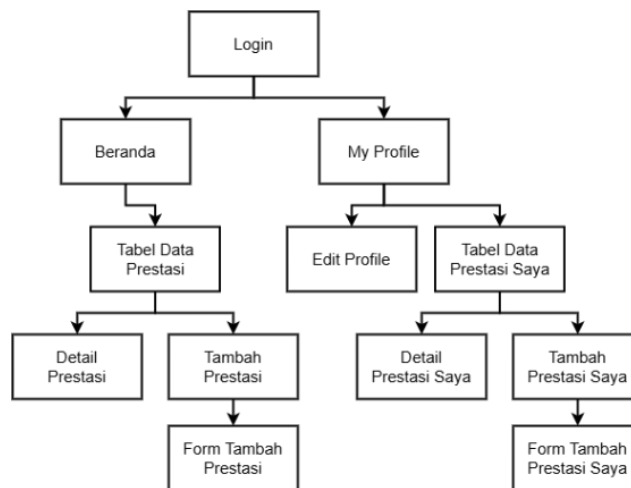 Login
Beranda
My Profile
Tabel Data
Prestasi
Edit Profile
Tabel Data
Prestasi Saya
Detail
Prestasi
Tambah
Prestasi
Detail
Prestasi Saya
Tambah
Prestasi Saya
Form Tambah
Prestasi
Form Tambah
Prestasi Saya